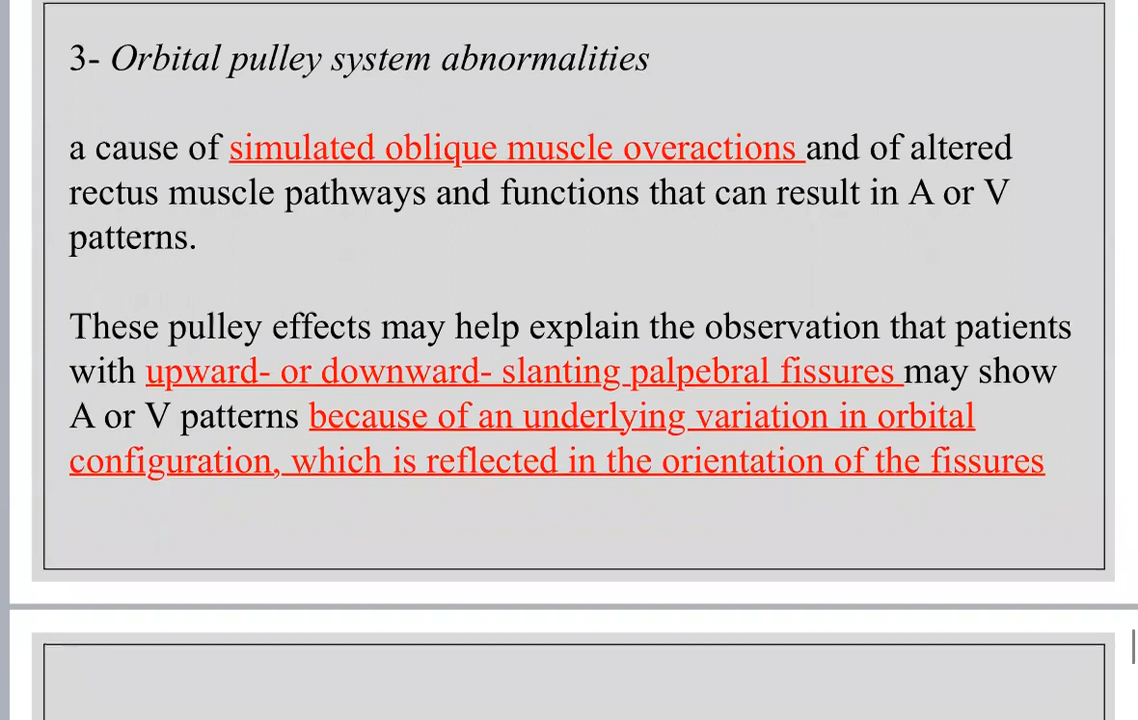 3- Orbital pulley system abnormalities
a cause of simulated oblique muscle overactions and of altered
rectus muscle pathways and functions that can result in A or V
patterns.
These pulley effects may help explain the observation that patients
with upward- or downward- slanting palpebral fissures may show
A or V patterns because of an underlying variation in orbital
configuration, which is reflected in the orientation of the fissures